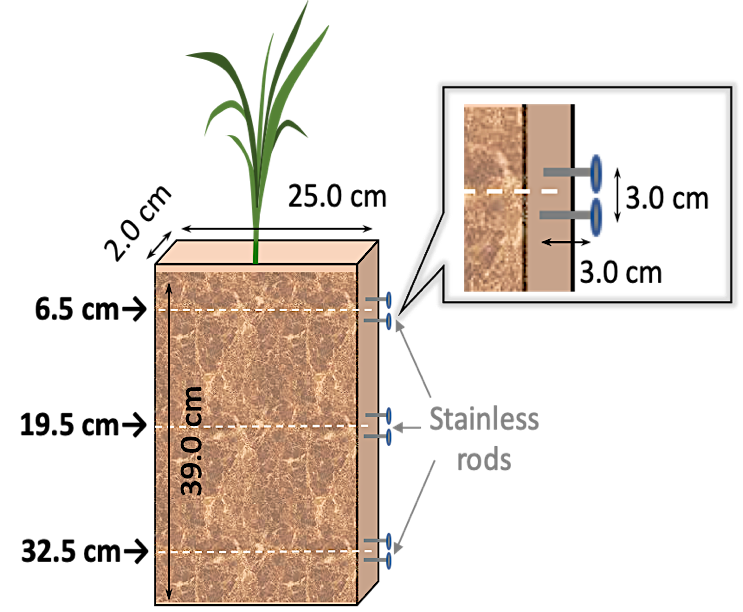 2.0 cm
25.0 cm
6.5 cm→
39.0 cm
19.5 cm→
32.5 cm→
3.0 cm
3.0 cm
Stainless
rods